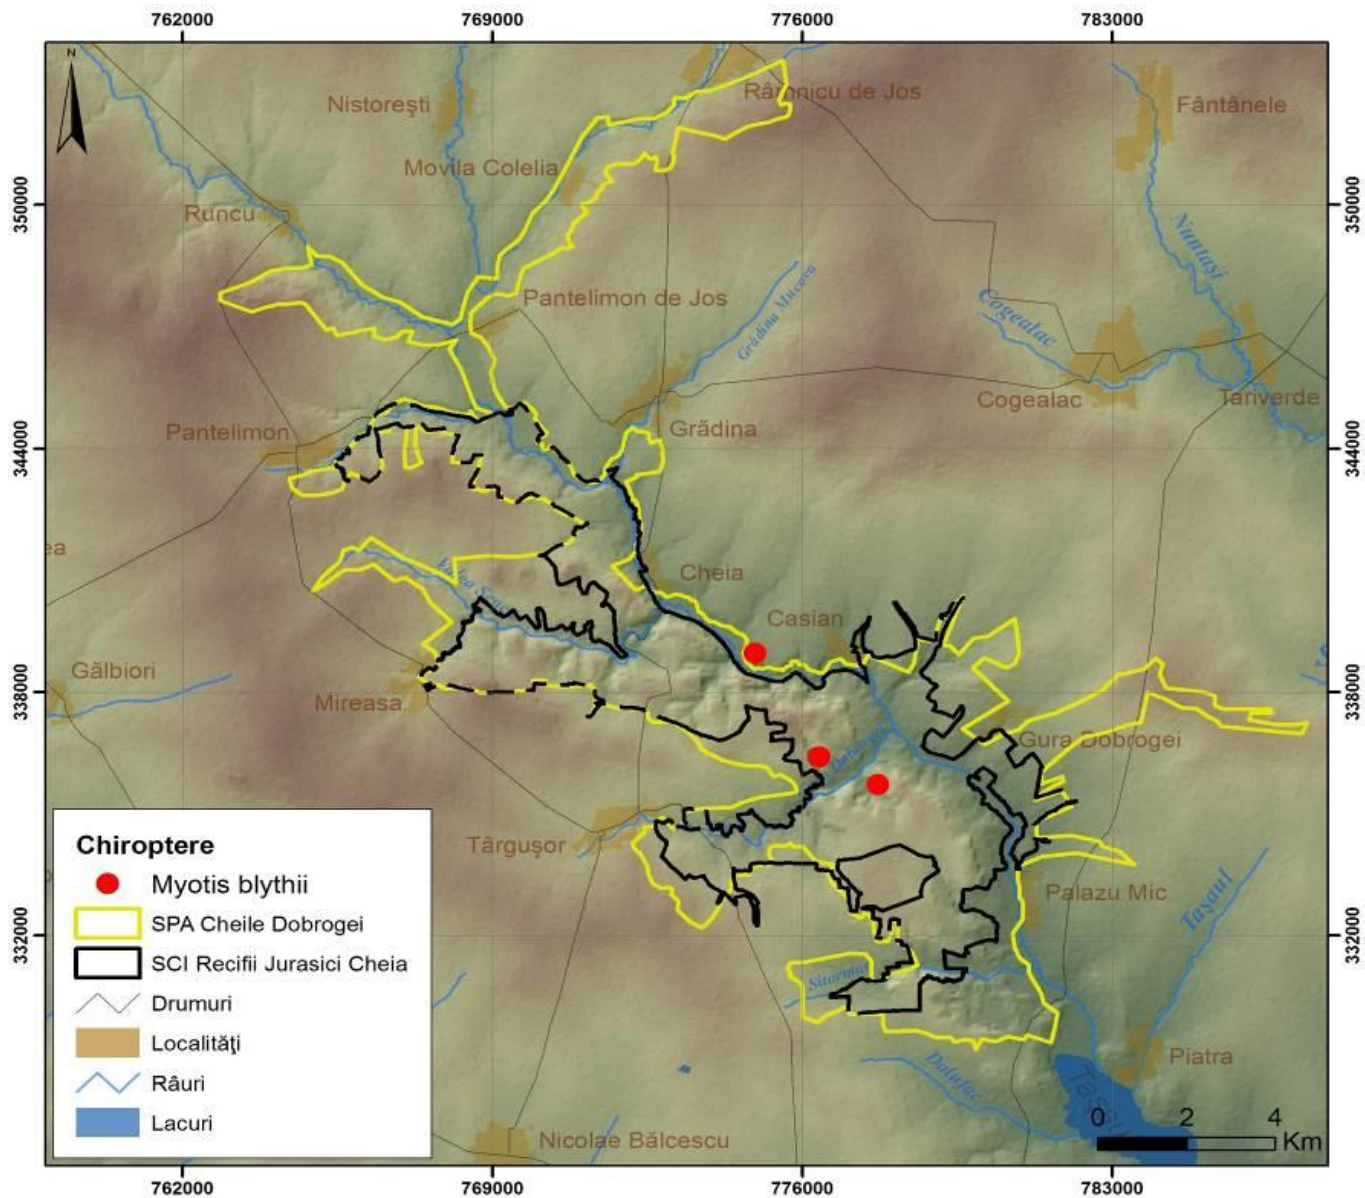 762000 769000 776000 783000
N
Râmnicu de Jos
Nistoreşti
Fântânele
Movila Colelia
350000
350000
Runcu
Nuntaşi
Pantelimon de Jos
Grădina Mucova
Cogealac
Cogealac
Tariverde
Pantelimon
Grădina
344000
344000
ea
Cheia
Casian
Gălbiori
338000
338000
Mireasa
Gura Dobrogei
Târguşor
Palazu Mic
Taşaul
332000
332000
Sitorman
Piatra
Dalufac
Nicolae Bălcescu
Chiroptere
Myotis blythii
SPA Cheile Dobrogei
SCI Recifii Jurasici Cheia
Drumuri
Localităţi
Râuri
Lacuri
0 2 4
Km
762000 769000 776000 783000